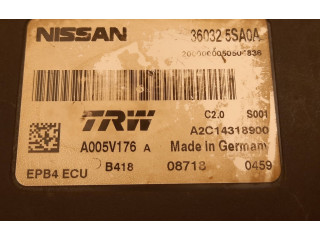 NISSAN 36032 5SA0A
TRW C2.0 S001
A2C14318900
A005V176 A Made in Germany
EPB4 ECU B418 08718 0459